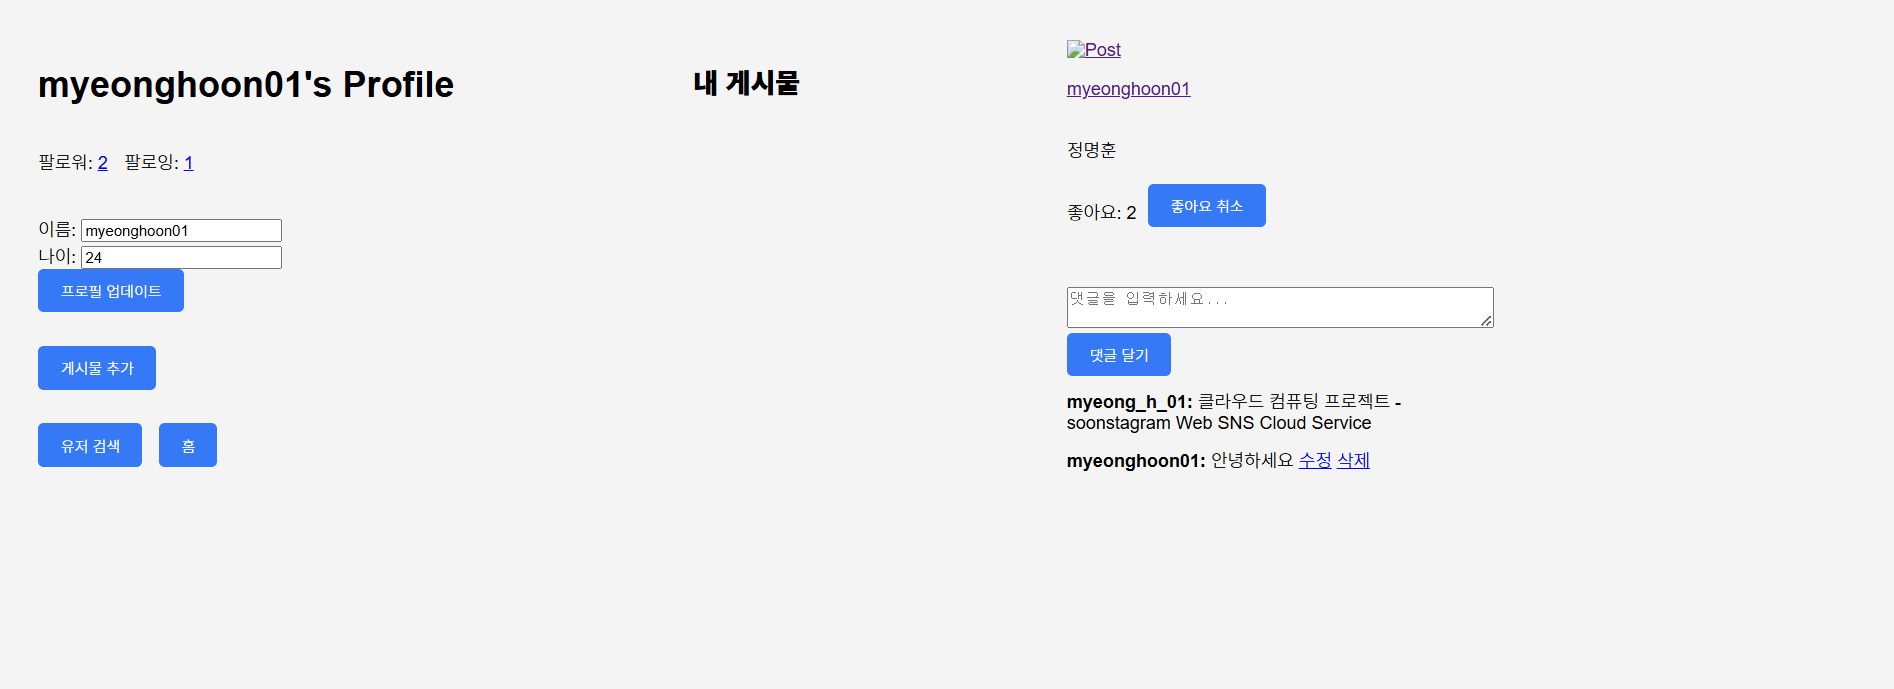 myeonghoon01's Profile
팔로워: 2 팔로잉: 1
이름: myeonghoon01
나이: 24
프로필 업데이트
게시물 추가
유저 검색 홈
내 게시물
Post
myeonghoon01
정명훈
좋아요: 2 좋아요 취소
댓글을 입력하세요...
댓글 달기
myeong_h_01: 클라우드 컴퓨팅 프로젝트 -
soonstagram Web SNS Cloud Service
myeonghoon01: 안녕하세요 수정 삭제